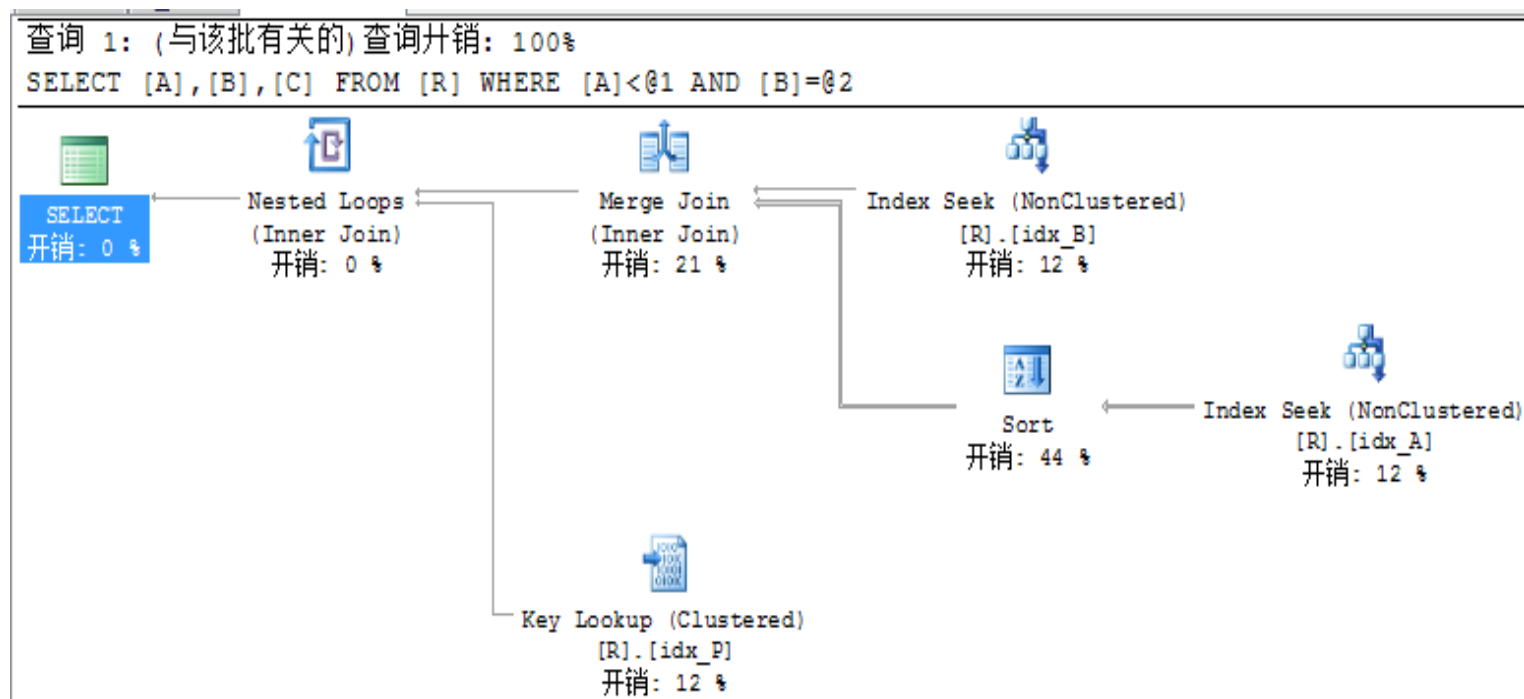 查询 1: (与该批有关的)查询开销: 100%
SELECT [A],[B],[C] FROM [R] WHERE [A]<@1 AND [B]=@2
SELECT
开销: 0 %
Nested Loops
(Inner Join)
开销: 0 %
Merge Join
(Inner Join)
开销: 21 %
Index Seek (NonClustered)
[R].[idx_B]
开销: 12 %
Sort
开销: 44 %
Index Seek (NonClustered)
[R].[idx_A]
开销: 12 %
Key Lookup (Clustered)
[R].[idx_P]
开销: 12 %